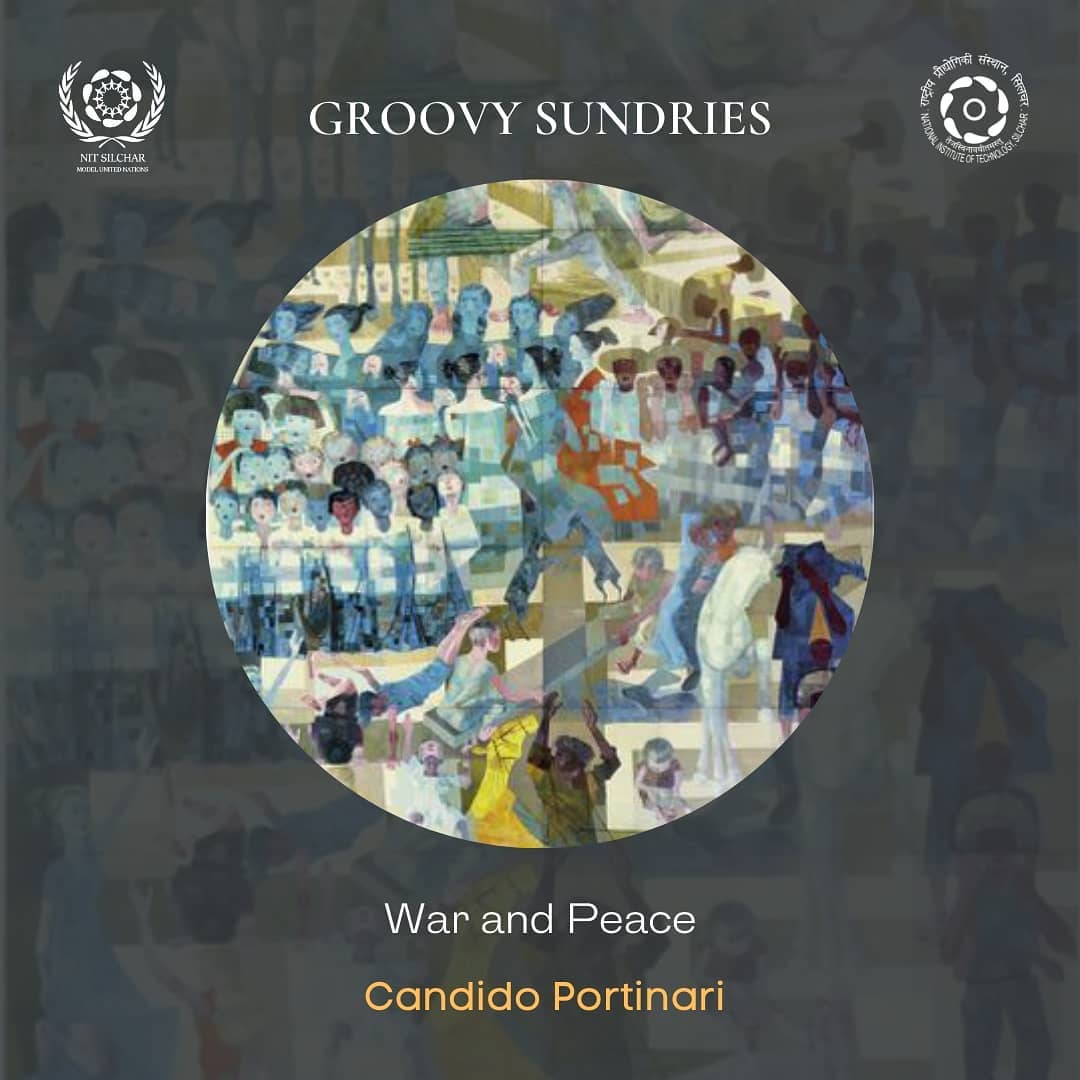 NIT SILCHAR
MODEL UNITED NATIONS
GROOVY SUNDRIES
राष्ट्रीय प्रौद्योगिकी संस्थान, सिलचर
NATIONAL INSTITUTE OF TECHNOLOGY, SILCHAR
War and Peace
Candido Portinari